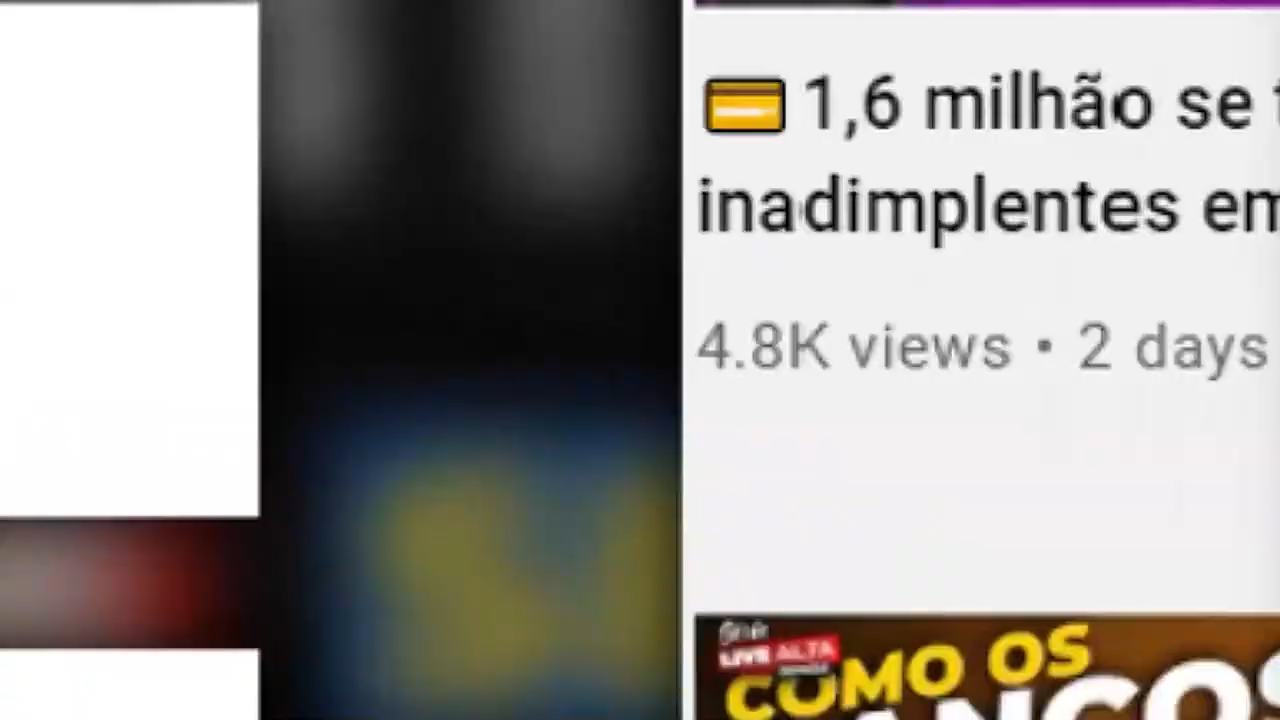 1,6 milhão se
inadimplentes em
4.8K views • 2 days
LIVE ALTA
COMO OS